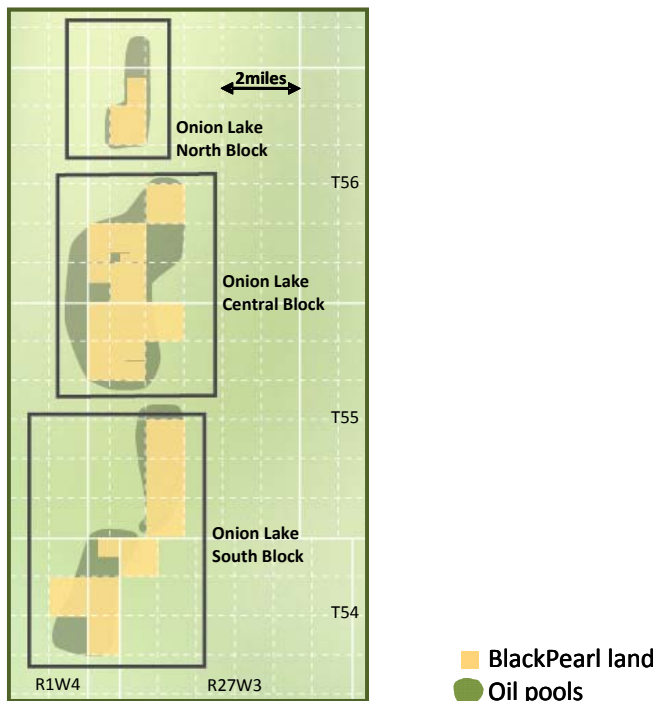 2miles
Onion Lake
North Block
T56
Onion Lake
Central Block
T55
Onion Lake
South Block
T54
R1W4
R27W3
BlackPearl land
Oil pools